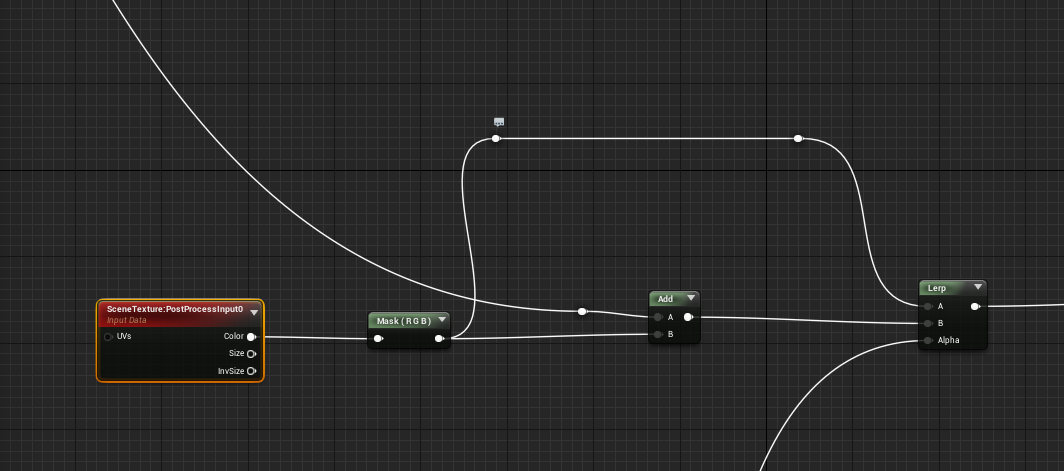 SceneTexture:PostProcessInput0
Input Data
UVs
Color
Size
InvSize
Mask ( R G B )
Add
A
B
Lerp
A
B
Alpha